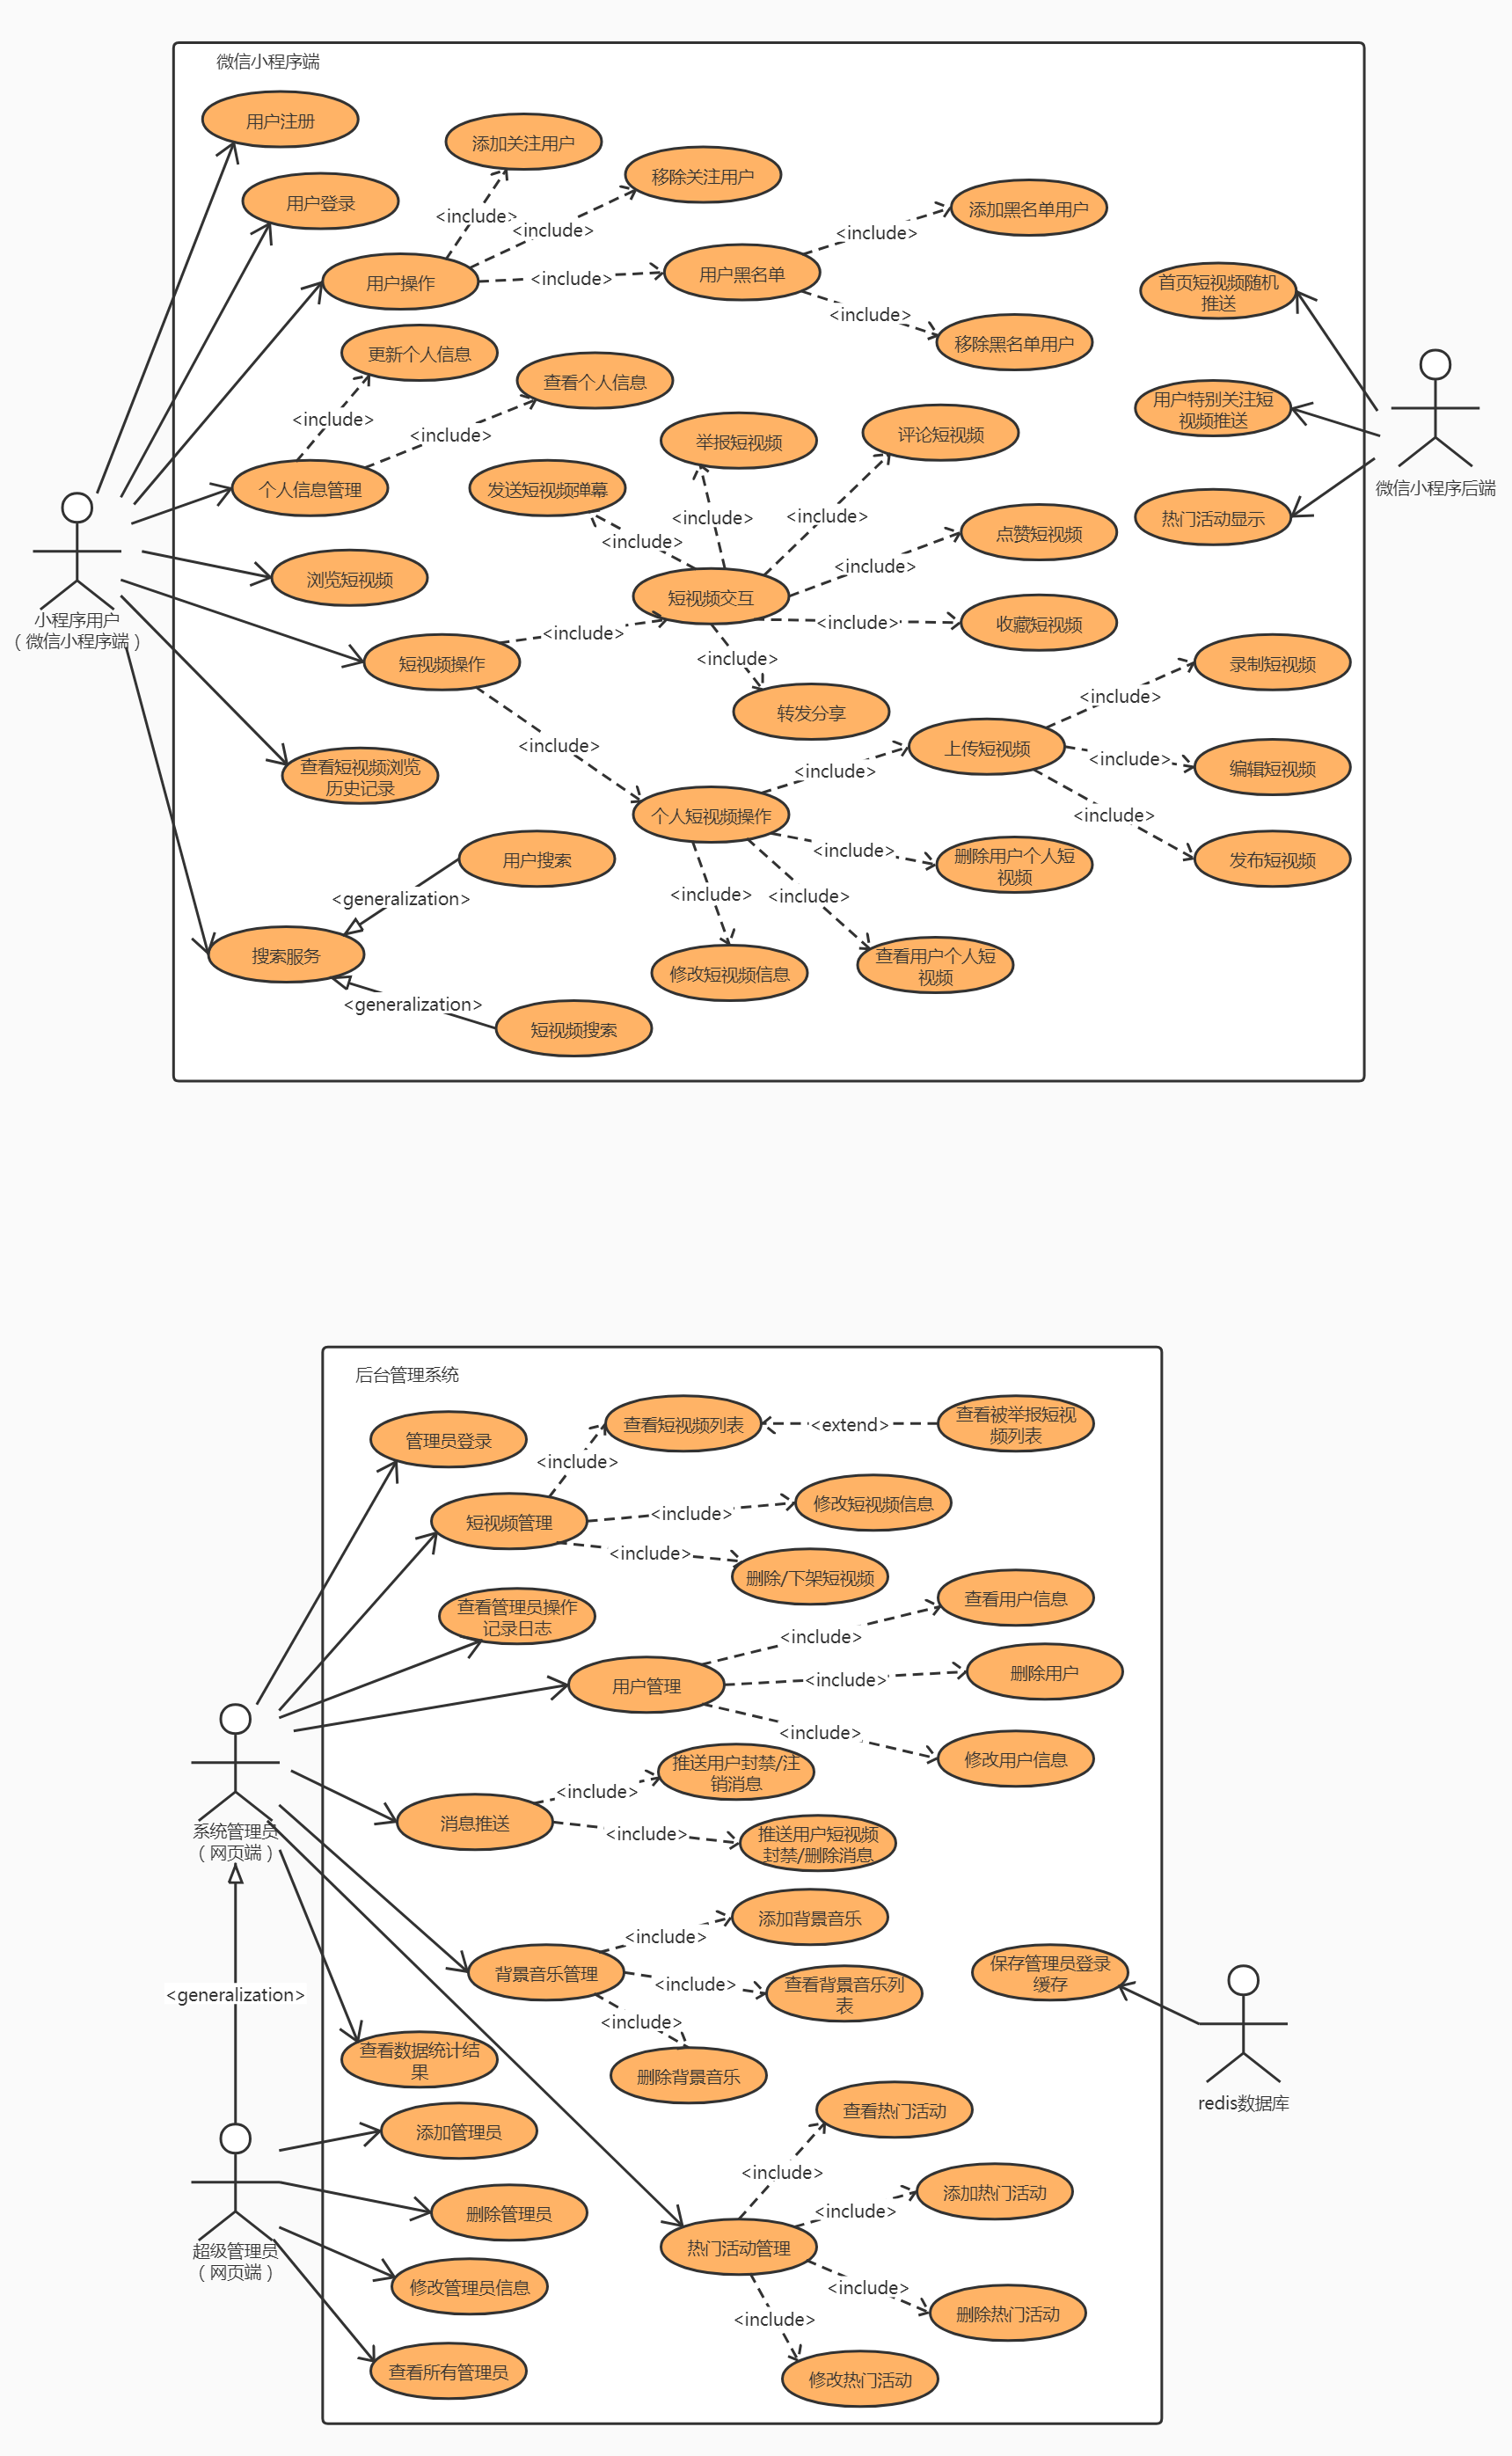 微信小程序端
用户注册
添加关注用户
移除关注用户
用户登录
添加黑名单用户
<include>
<include>
<include>
用户操作
<include>
用户黑名单
首页短视频随机
推送
<include>
移除黑名单用户
更新个人信息
查看个人信息
<include>
<include>
举报短视频
评论短视频
用户特别关注短
视频推送
个人信息管理
发送短视频弹幕
微信小程序后端
<include>
<include>
热门活动显示
<include>
点赞短视频
<include>
浏览短视频
短视频交互
小程序用户
（微信小程序端）
<include>
<include>
收藏短视频
短视频操作
<include>
录制短视频
<include>
转发分享
<include>
上传短视频
<include>
编辑短视频
查看短视频浏览
历史记录
<include>
<include>
个人短视频操作
<include>
删除用户个人短
视频
发布短视频
用户搜索
<generalization>
<include>
<include>
搜索服务
修改短视频信息
查看用户个人短
视频
<generalization>
短视频搜索
后台管理系统
管理员登录
查看短视频列表
<extend>
查看被举报短视
频列表
<include>
修改短视频信息
短视频管理
<include>
<include>
删除/下架短视频
查看管理员操作
记录日志
查看用户信息
<include>
用户管理
<include>
删除用户
<include>
修改用户信息
推送用户封禁/注
销消息
<include>
消息推送
<include>
推送用户短视频
封禁/删除消息
系统管理员
（网页端）
添加背景音乐
<include>
背景音乐管理
<include>
查看背景音乐列
表
保存管理员登录
缓存
<generalization>
<include>
查看数据统计结
果
删除背景音乐
redis数据库
查看热门活动
添加管理员
<include>
添加热门活动
<include>
删除管理员
超级管理员
（网页端）
热门活动管理
修改管理员信息
<include>
删除热门活动
<include>
查看所有管理员
修改热门活动